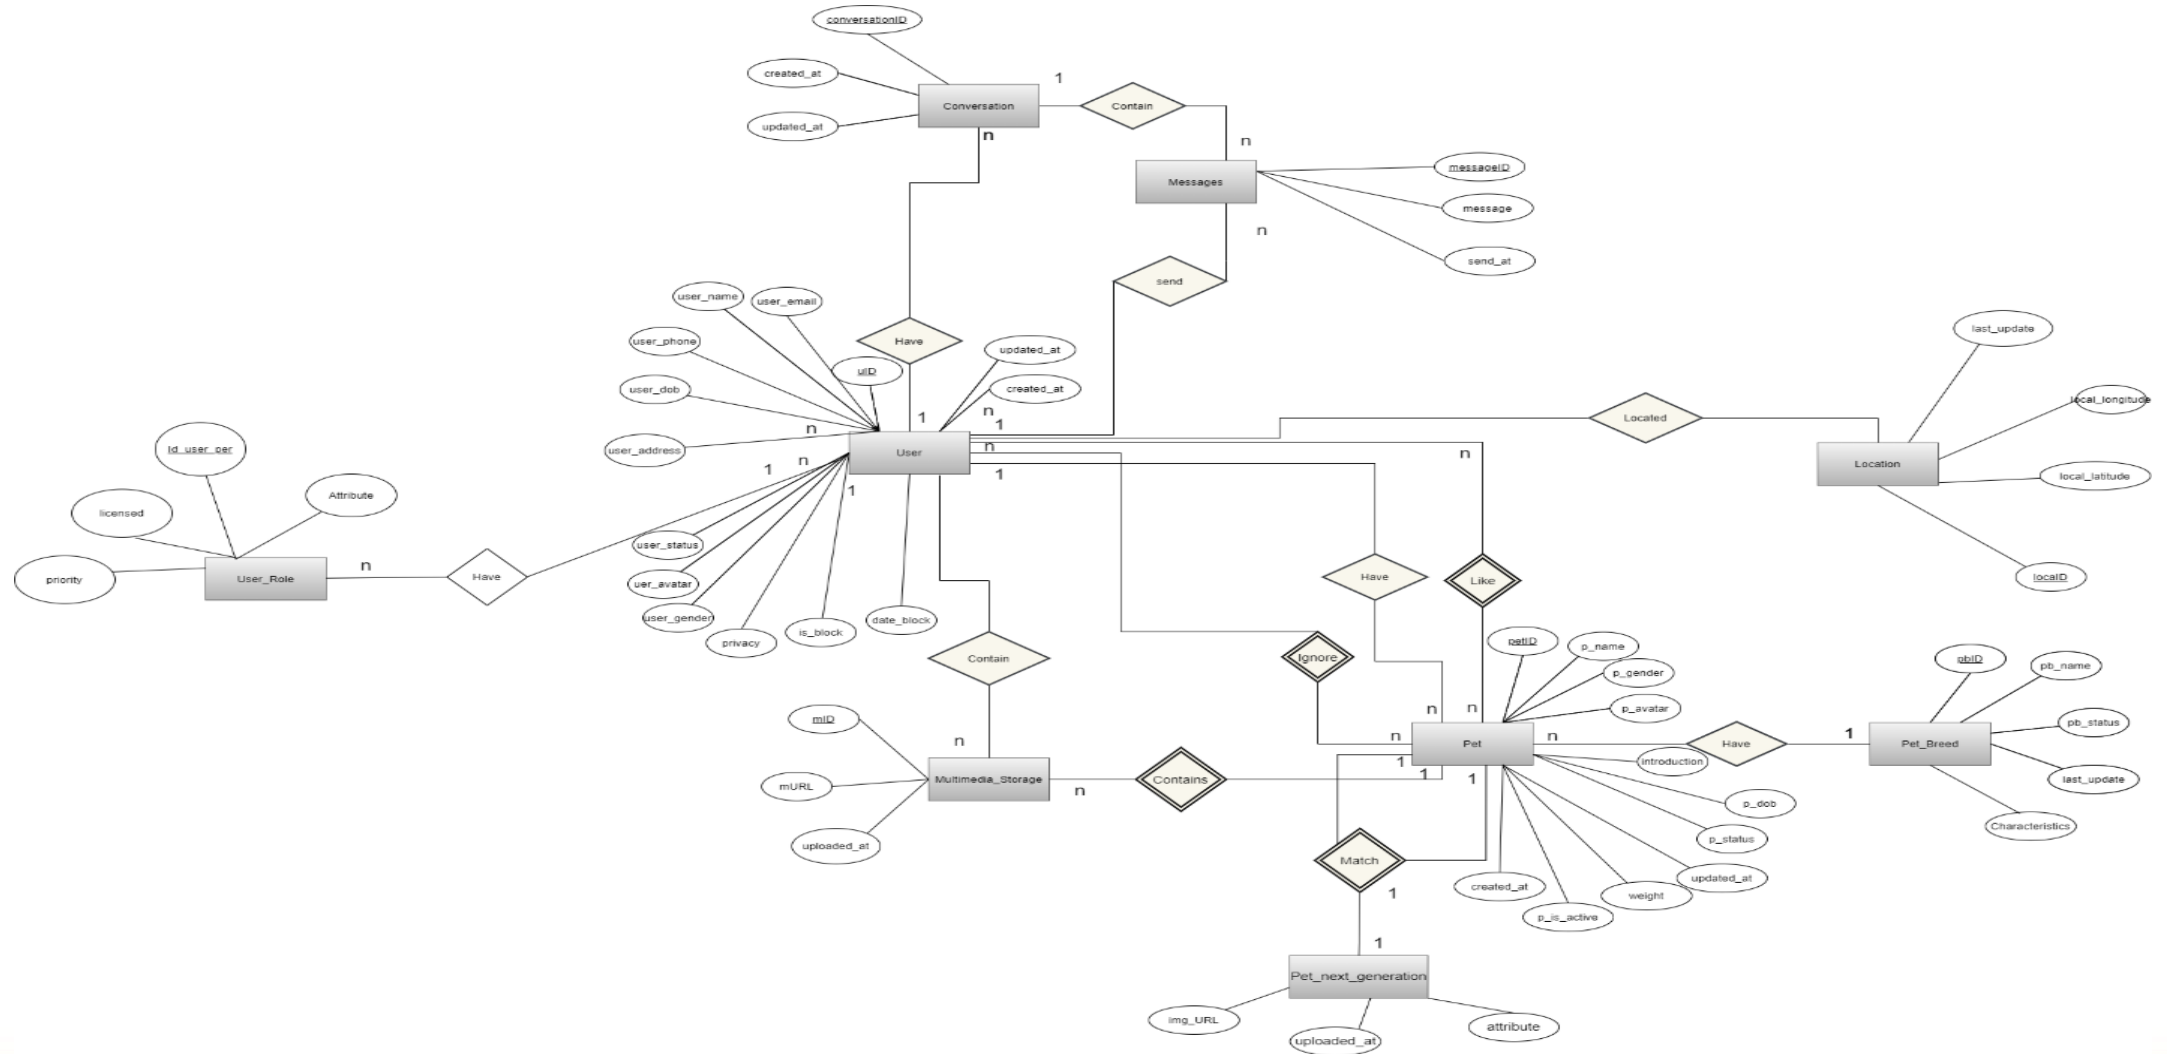 conversationID
created_at
updated_at
Conversation
1
Contain
n
n
Messages
messageID
message
send_at
n
send
user_name
user_email
user_phone
user_dob
user_address
uID
Have
updated_at
created_at
n
1
n
1
n
1
n
1
n
1
User
Located
last_update
local_longitude
local_latitude
localD
Location
Id_user_per
Attribute
licensed
priority
User_Role
n
Have
user_status
uer_avatar
user_gender
privacy
is_block
date_block
Contain
n
Have
Like
Ignore
n
n
n
petID
p_name
p_gender
p_avatar
Pet
n
Have
1
Pet_Breed
pbID
pb_name
pb_status
last_update
Characteristics
mID
mURL
uploaded_at
Multimedia_Storage
n
Contains
1
1
1
introduction
p_dob
p_status
updated_at
weight
p_is_active
created_at
Match
1
1
Pet_next_generation
img_URL
uploaded_at
attribute